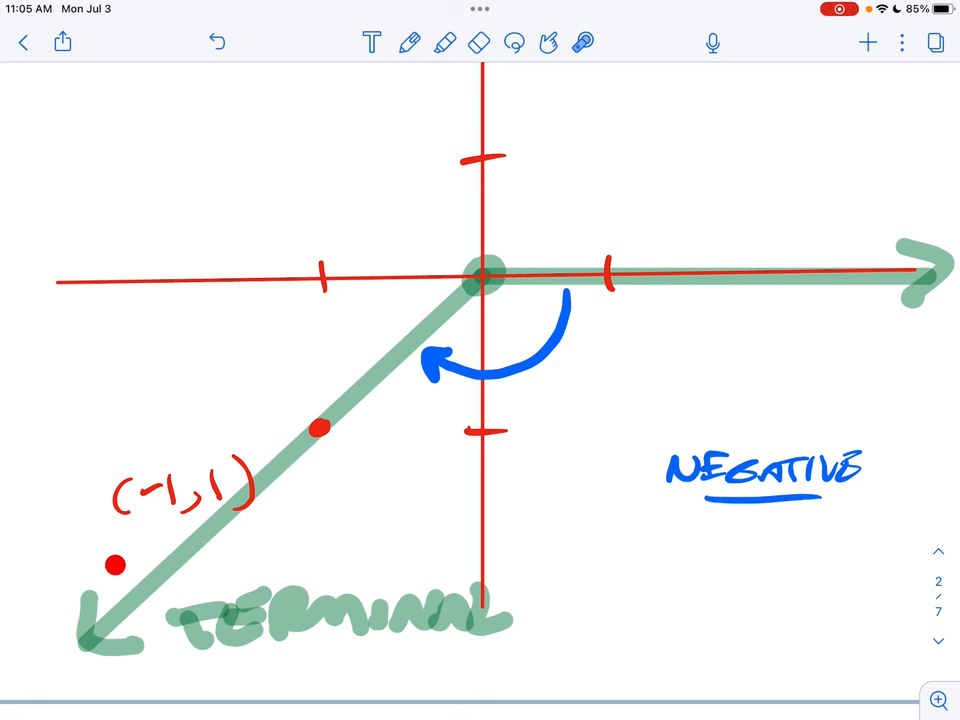 11:05 AM Mon Jul 3
85%
T
NEGATIVE
(-1,1)
2
/
7
TERMINAL